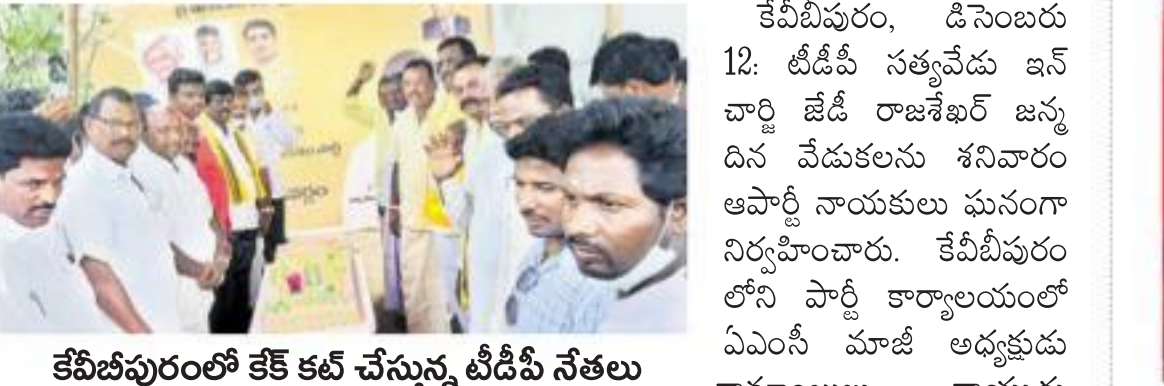 కేవీబీపురం, డిసెంబరు
12: టీడీపీ సత్యవేడు ఇన్
చార్జి జేడీ రాజశేఖర్ జన్మ
దిన వేడుకలను శనివారం
ఆపార్టీ నాయకులు ఘనంగా
నిర్వహించారు. కేవీబీపురం
లోని పార్టీ కార్యాలయంలో
ఏఎంసీ మాజీ అధ్యక్షుడు
కేవీబీపురంలో కేక్ కట్ చేస్తున్న టీడీపీ నేతలు